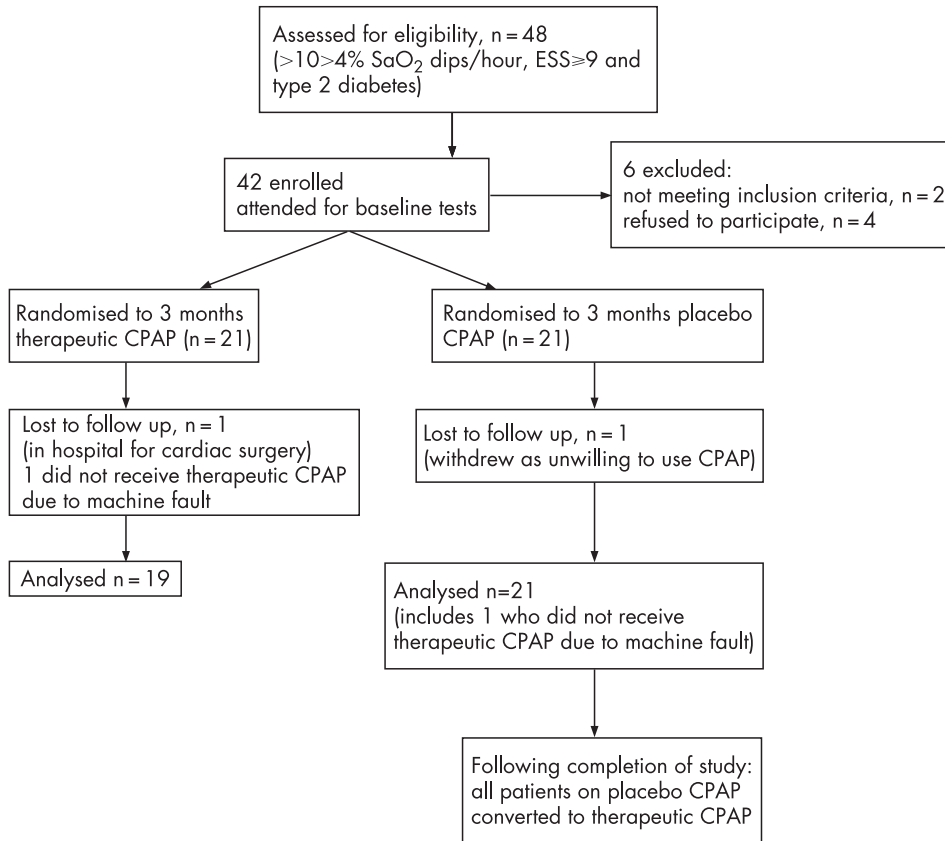 Assessed for eligibility, n = 48
(>10>4% SaO₂ dips/hour, ESS⩾9 and
type 2 diabetes)
42 enrolled
attended for baseline tests
6 excluded:
not meeting inclusion criteria, n = 2
refused to participate, n = 4
Randomised to 3 months
therapeutic CPAP (n = 21)
Randomised to 3 months placebo
CPAP (n = 21)
Lost to follow up, n = 1
(in hospital for cardiac surgery)
1 did not receive therapeutic CPAP
due to machine fault
Lost to follow up, n = 1
(withdrew as unwilling to use CPAP)
Analysed n = 19
Analysed n=21
(includes 1 who did not receive
therapeutic CPAP due to machine fault)
Following completion of study:
all patients on placebo CPAP
converted to therapeutic CPAP